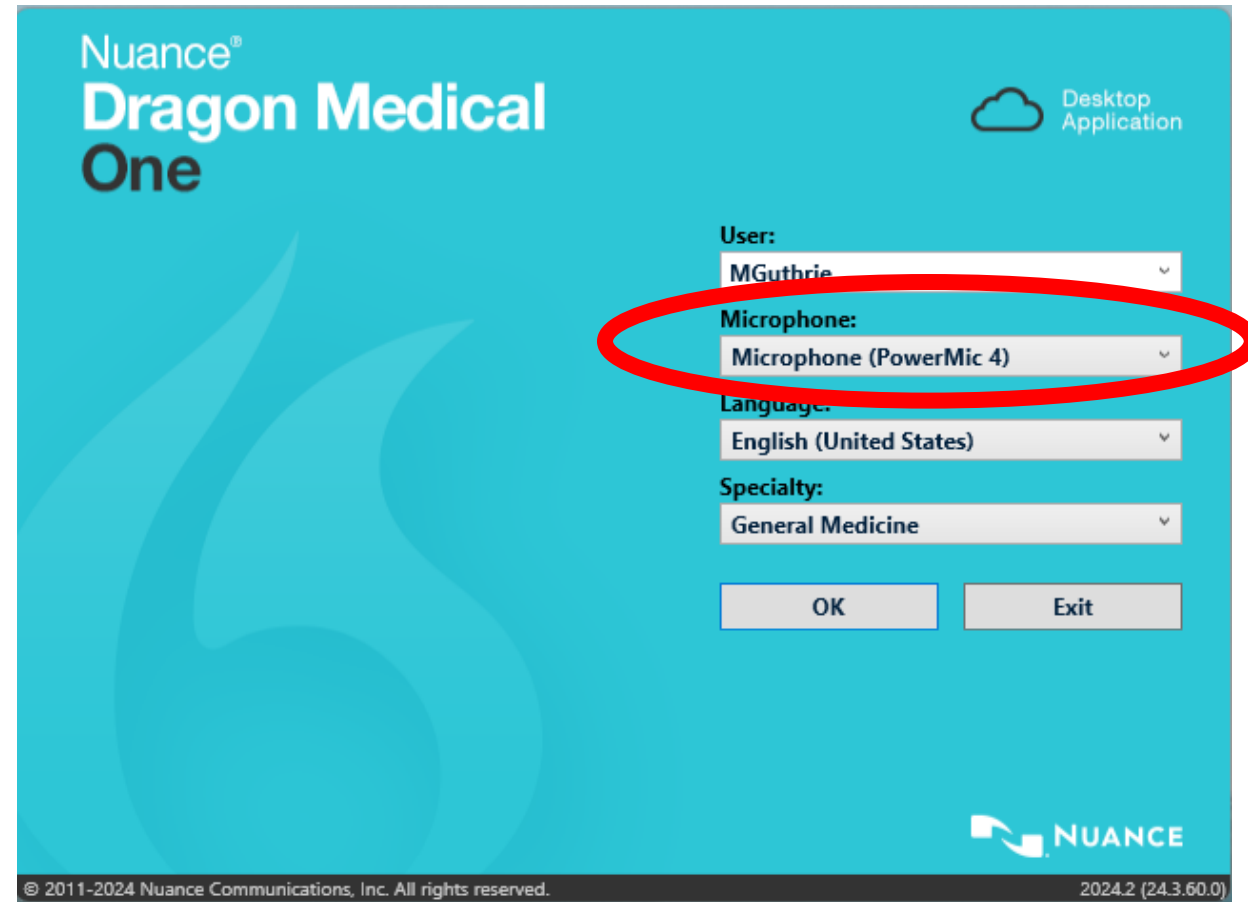 Nuance®
Dragon Medical
One
Desktop
Application
User:
MGuthrie
Microphone:
Microphone (PowerMic 4)
Language:
English (United States)
Specialty:
General Medicine
OK
Exit
NUANCE
© 2011-2024 Nuance Communications, Inc. All rights reserved.
2024.2 (24.3.60.0)